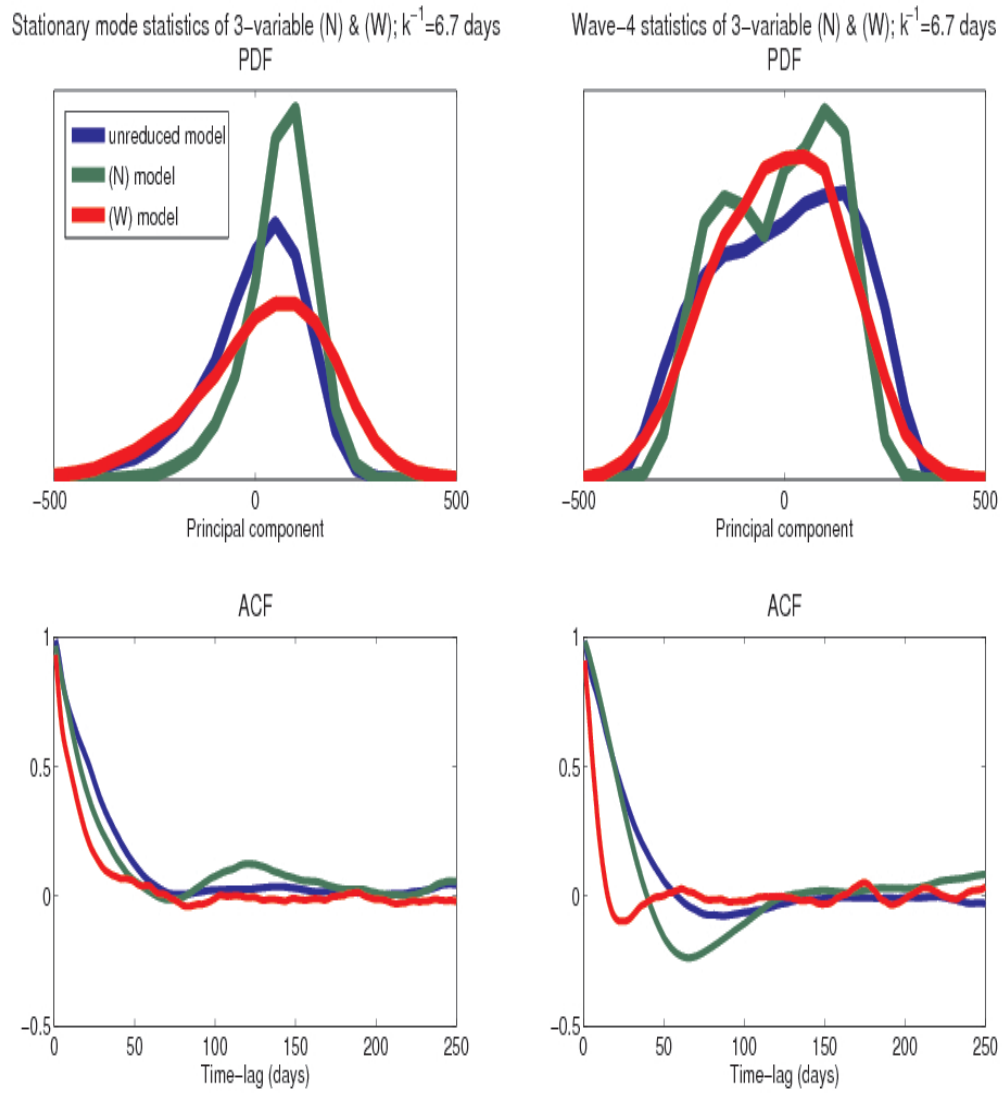 Stationary mode statistics of 3−variable (N) & (W); k⁻¹=6.7 days
PDF
unreduced model
(N) model
(W) model
−500 0 500
Principal component
Wave−4 statistics of 3−variable (N) & (W); k⁻¹=6.7 days
PDF
−500 0 500
Principal component
ACF
1
0.5
0
−0.5
0 50 100 150 200 250
Time−lag (days)
ACF
1
0.5
0
−0.5
0 50 100 150 200 250
Time−lag (days)